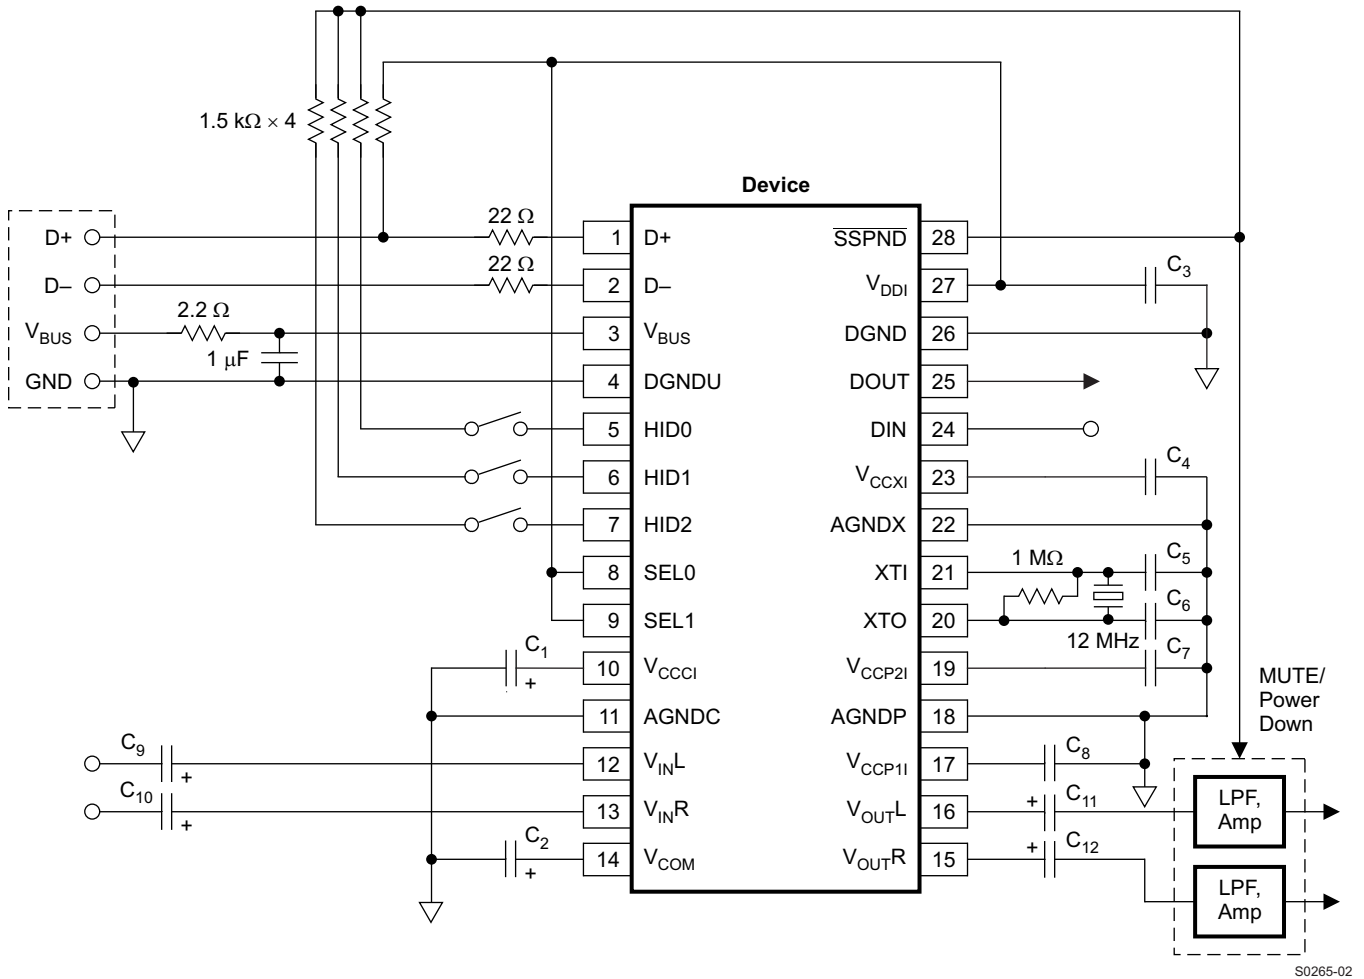 1.5 kΩ × 4
Device
D+
D–
VBUS
GND
22 Ω
22 Ω
2.2 Ω
1 μF
1 D+
2 D–
3 VBUS
4 DGNDU
5 HID0
6 HID1
7 HID2
8 SEL0
9 SEL1
10 VCCCI
11 AGNDC
12 VINL
13 VINR
14 VCOM
C1
+
C9
+
C10
+
C2
+
SSPND 28
VDDI 27
DGND 26
DOUT 25
DIN 24
VCCXI 23
AGNDX 22
XTI 21
XTO 20
VCCP2I 19
AGNDP 18
VCCP1I 17
VOUTL 16
VOUTR 15
C3
C4
1 MΩ
C5
C6
12 MHz
C7
C8
+ C11
+ C12
MUTE/
Power
Down
LPF,
Amp
LPF,
Amp
S0265-02